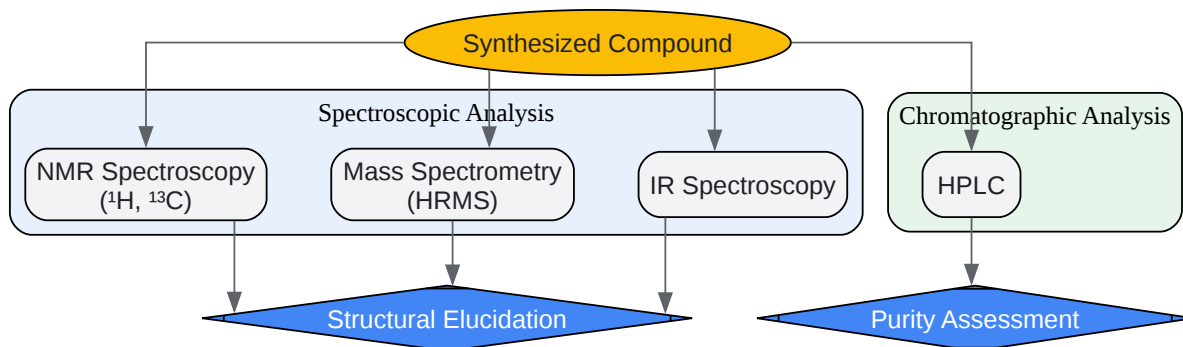 Synthesized Compound
Spectroscopic Analysis
Chromatographic Analysis
NMR Spectroscopy
(¹H, ¹³C)
Mass Spectrometry
(HRMS)
IR Spectroscopy
HPLC
Structural Elucidation
Purity Assessment